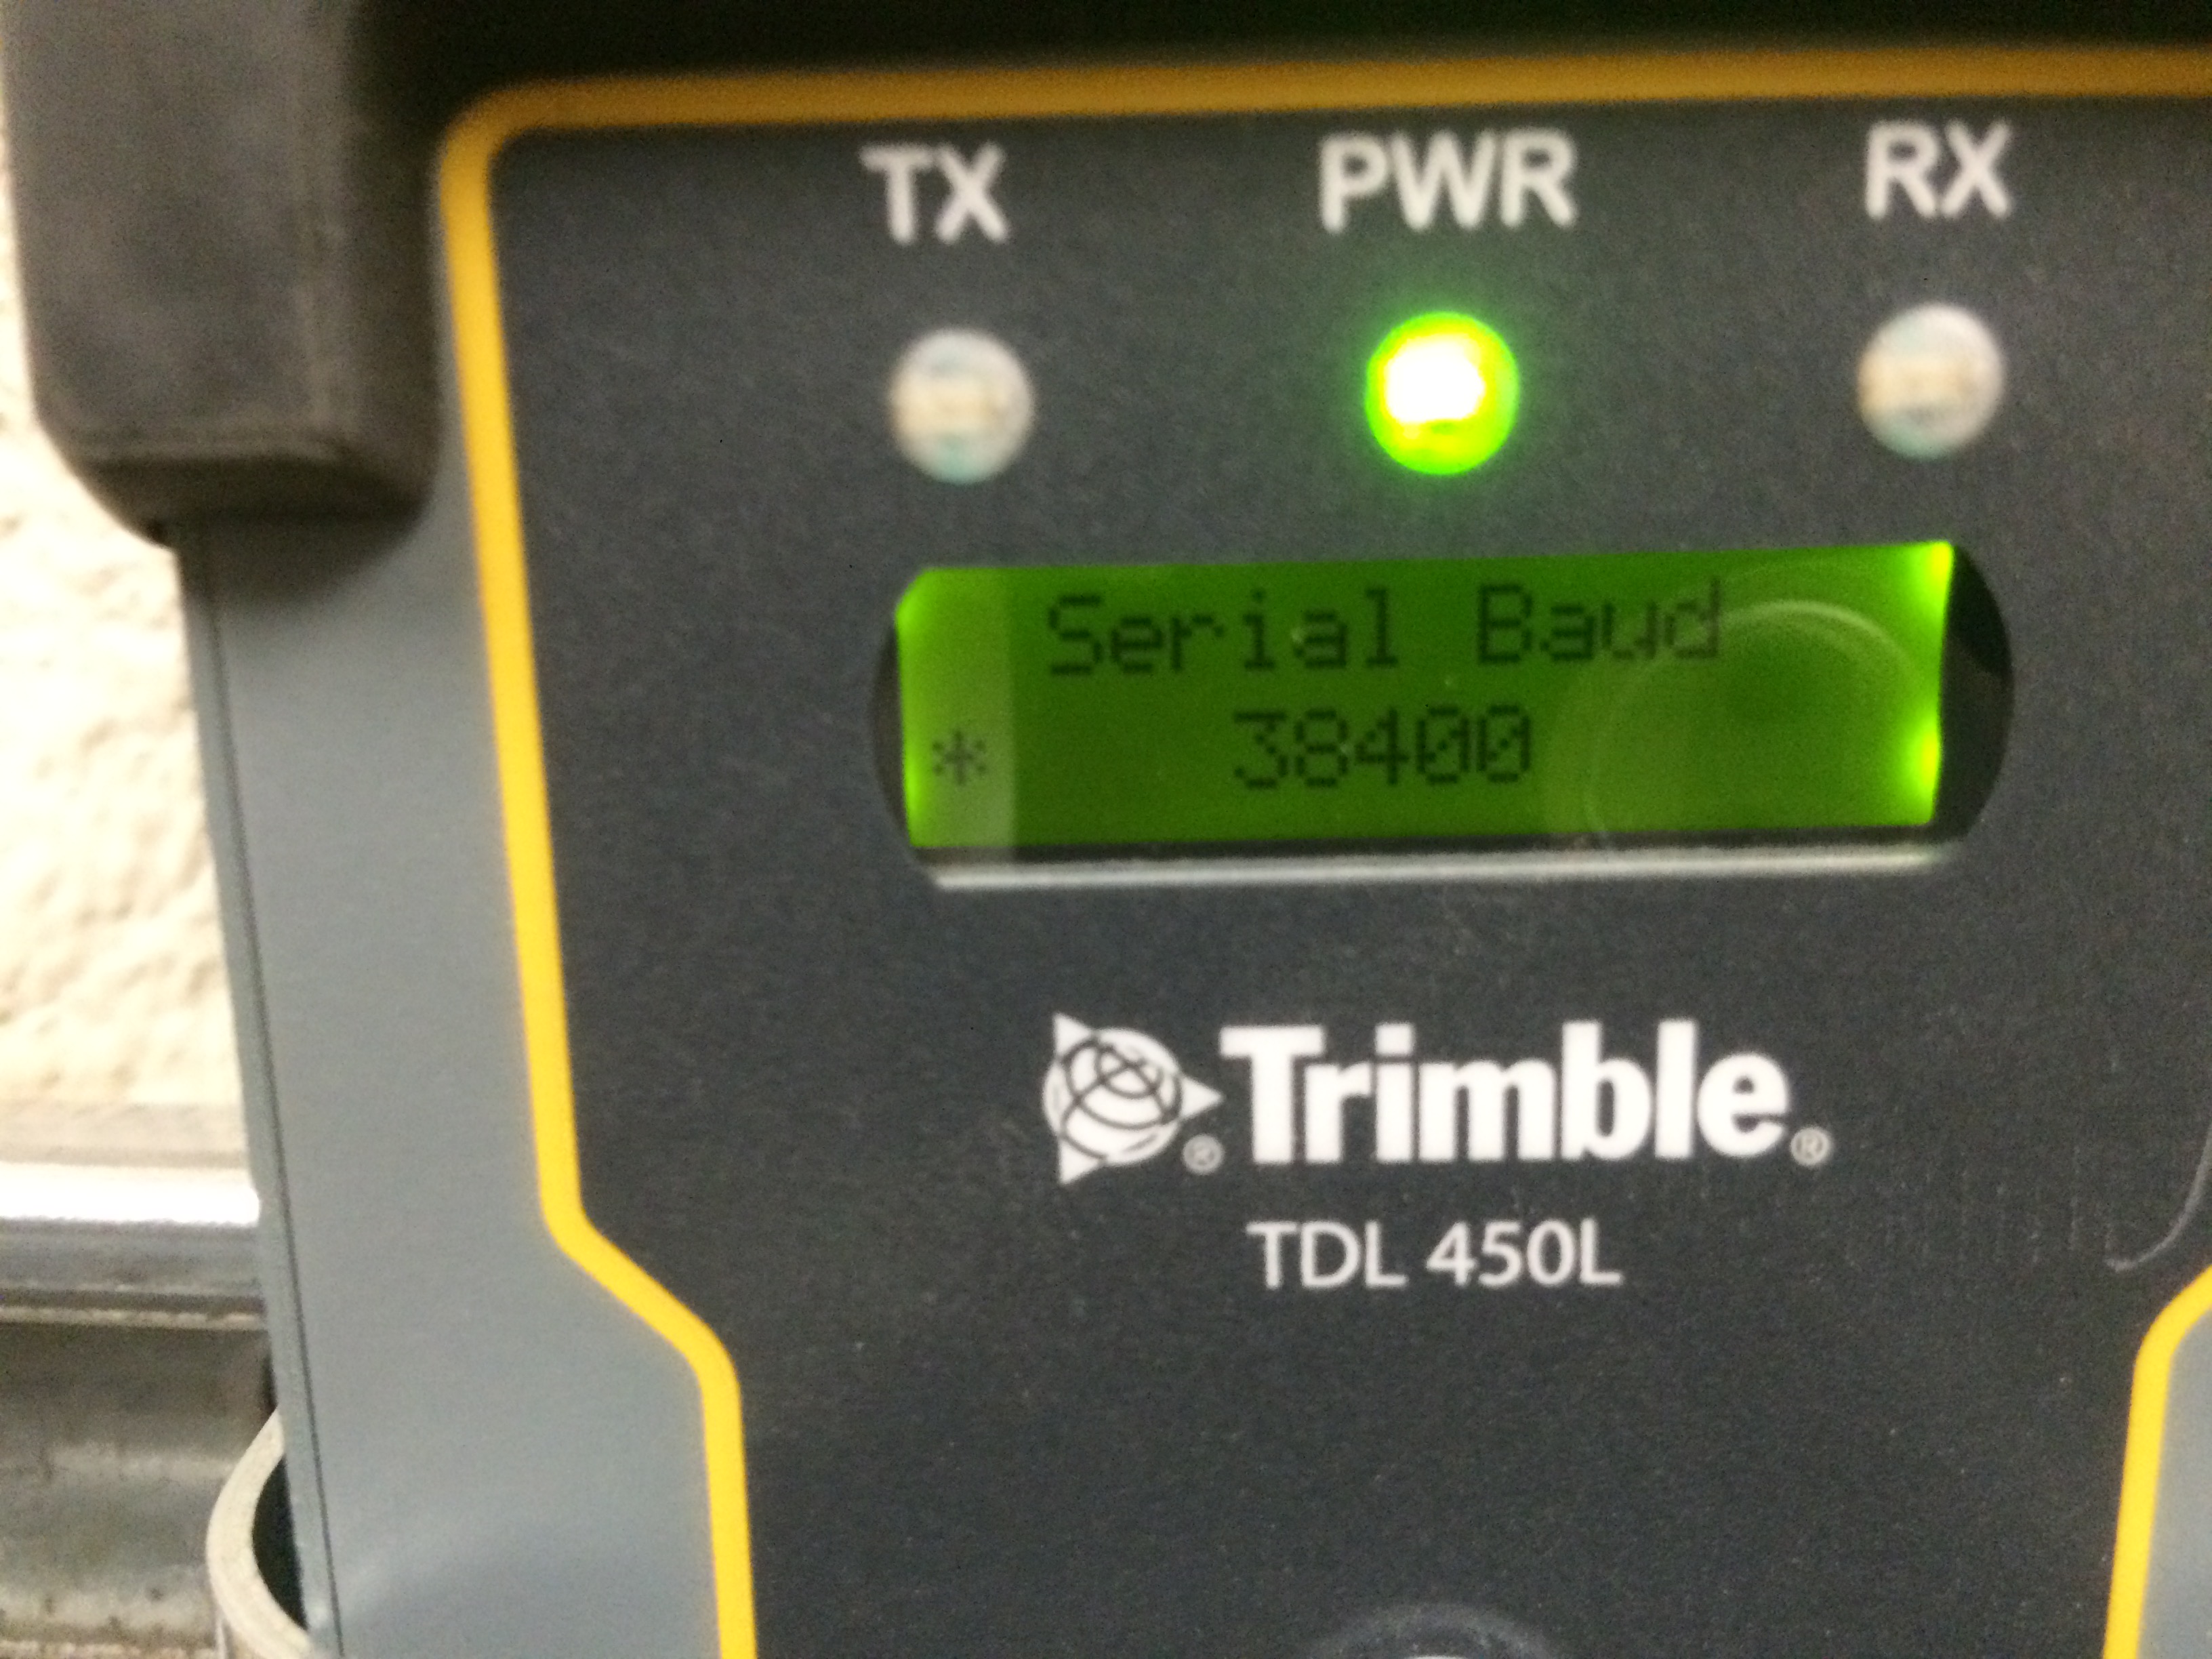 TX PWR RX
Serial Baud
* 38400
® Trimble ®
TDL 450L